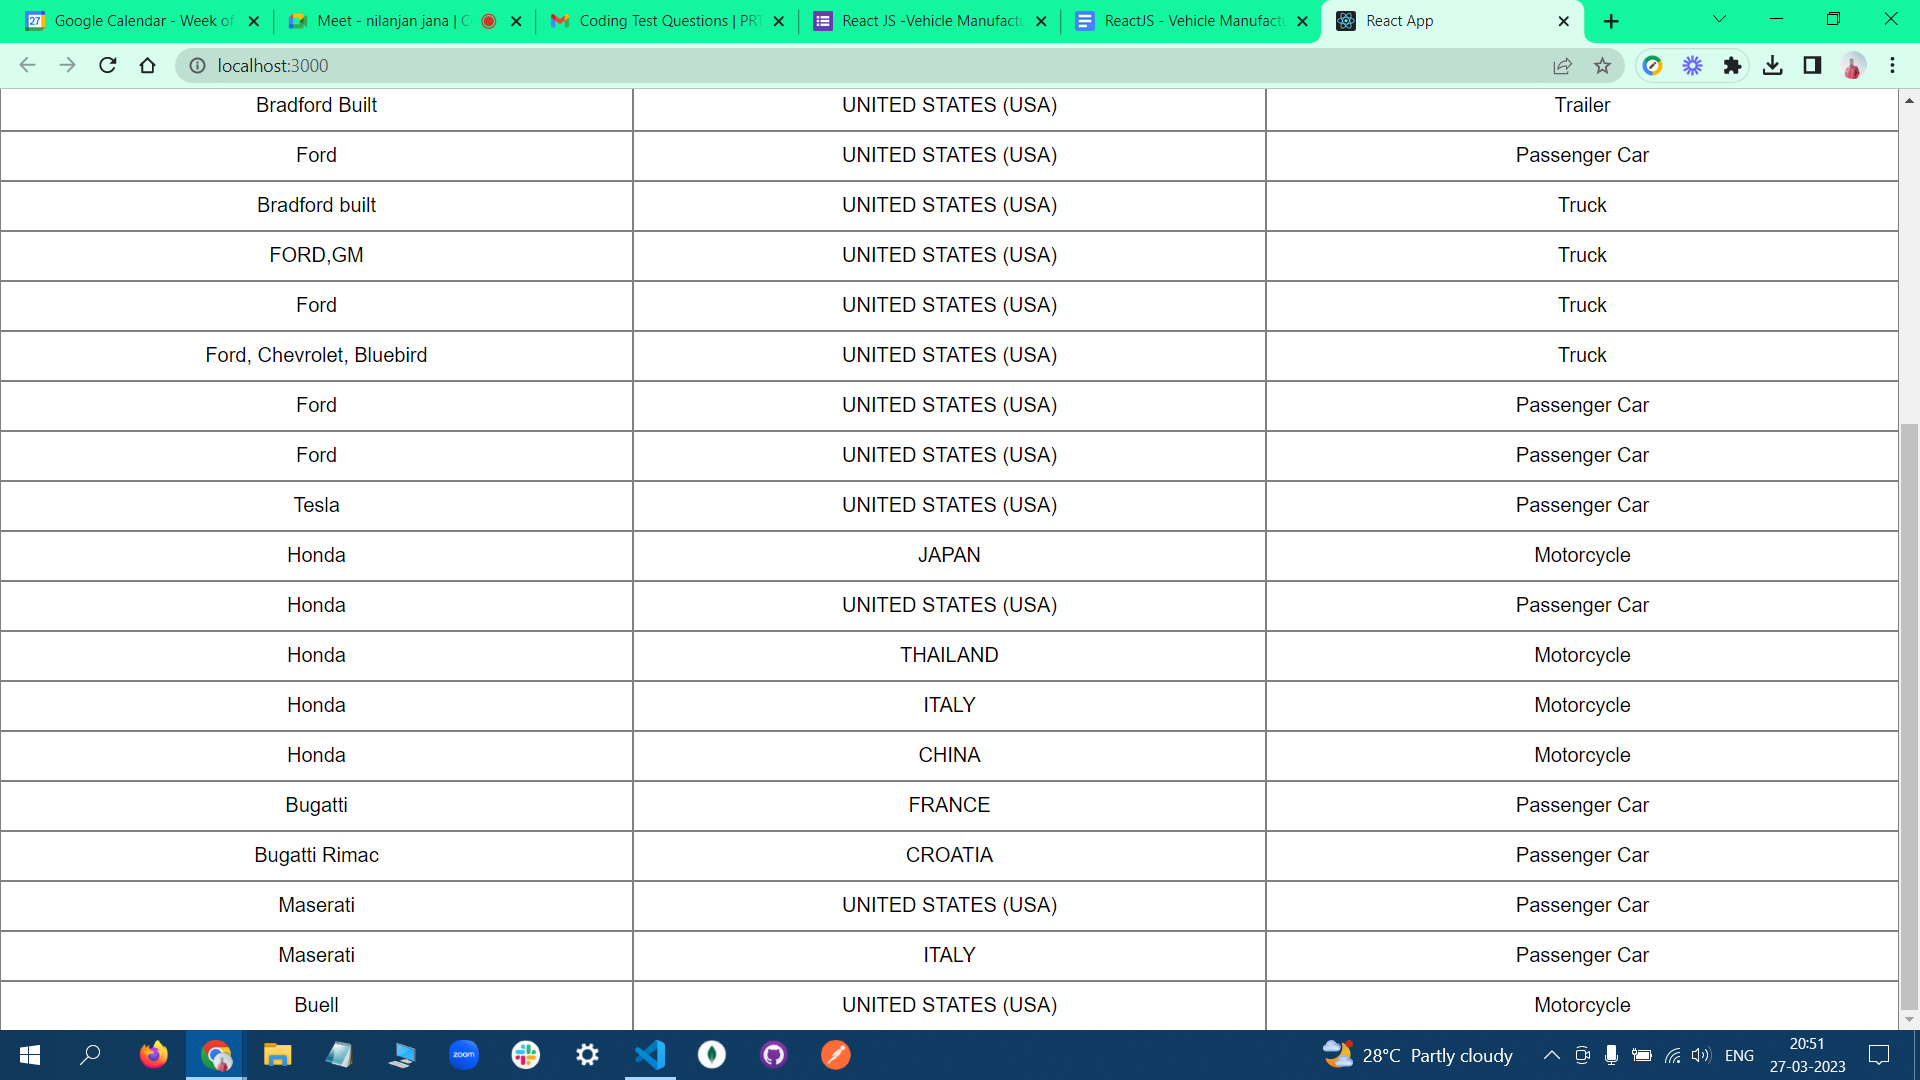 Google Calendar - Week of
Meet - nilanjan jana | C
Coding Test Questions | PRT
React JS -Vehicle Manufactu
ReactJS - Vehicle Manufactu
React App
localhost:3000
Bradford Built UNITED STATES (USA) Trailer
Ford UNITED STATES (USA) Passenger Car
Bradford built UNITED STATES (USA) Truck
FORD,GM UNITED STATES (USA) Truck
Ford UNITED STATES (USA) Truck
Ford, Chevrolet, Bluebird UNITED STATES (USA) Truck
Ford UNITED STATES (USA) Passenger Car
Ford UNITED STATES (USA) Passenger Car
Tesla UNITED STATES (USA) Passenger Car
Honda JAPAN Motorcycle
Honda UNITED STATES (USA) Passenger Car
Honda THAILAND Motorcycle
Honda ITALY Motorcycle
Honda CHINA Motorcycle
Bugatti FRANCE Passenger Car
Bugatti Rimac CROATIA Passenger Car
Maserati UNITED STATES (USA) Passenger Car
Maserati ITALY Passenger Car
Buell UNITED STATES (USA) Motorcycle
zoom
28°C Partly cloudy
ENG
20:51
27-03-2023